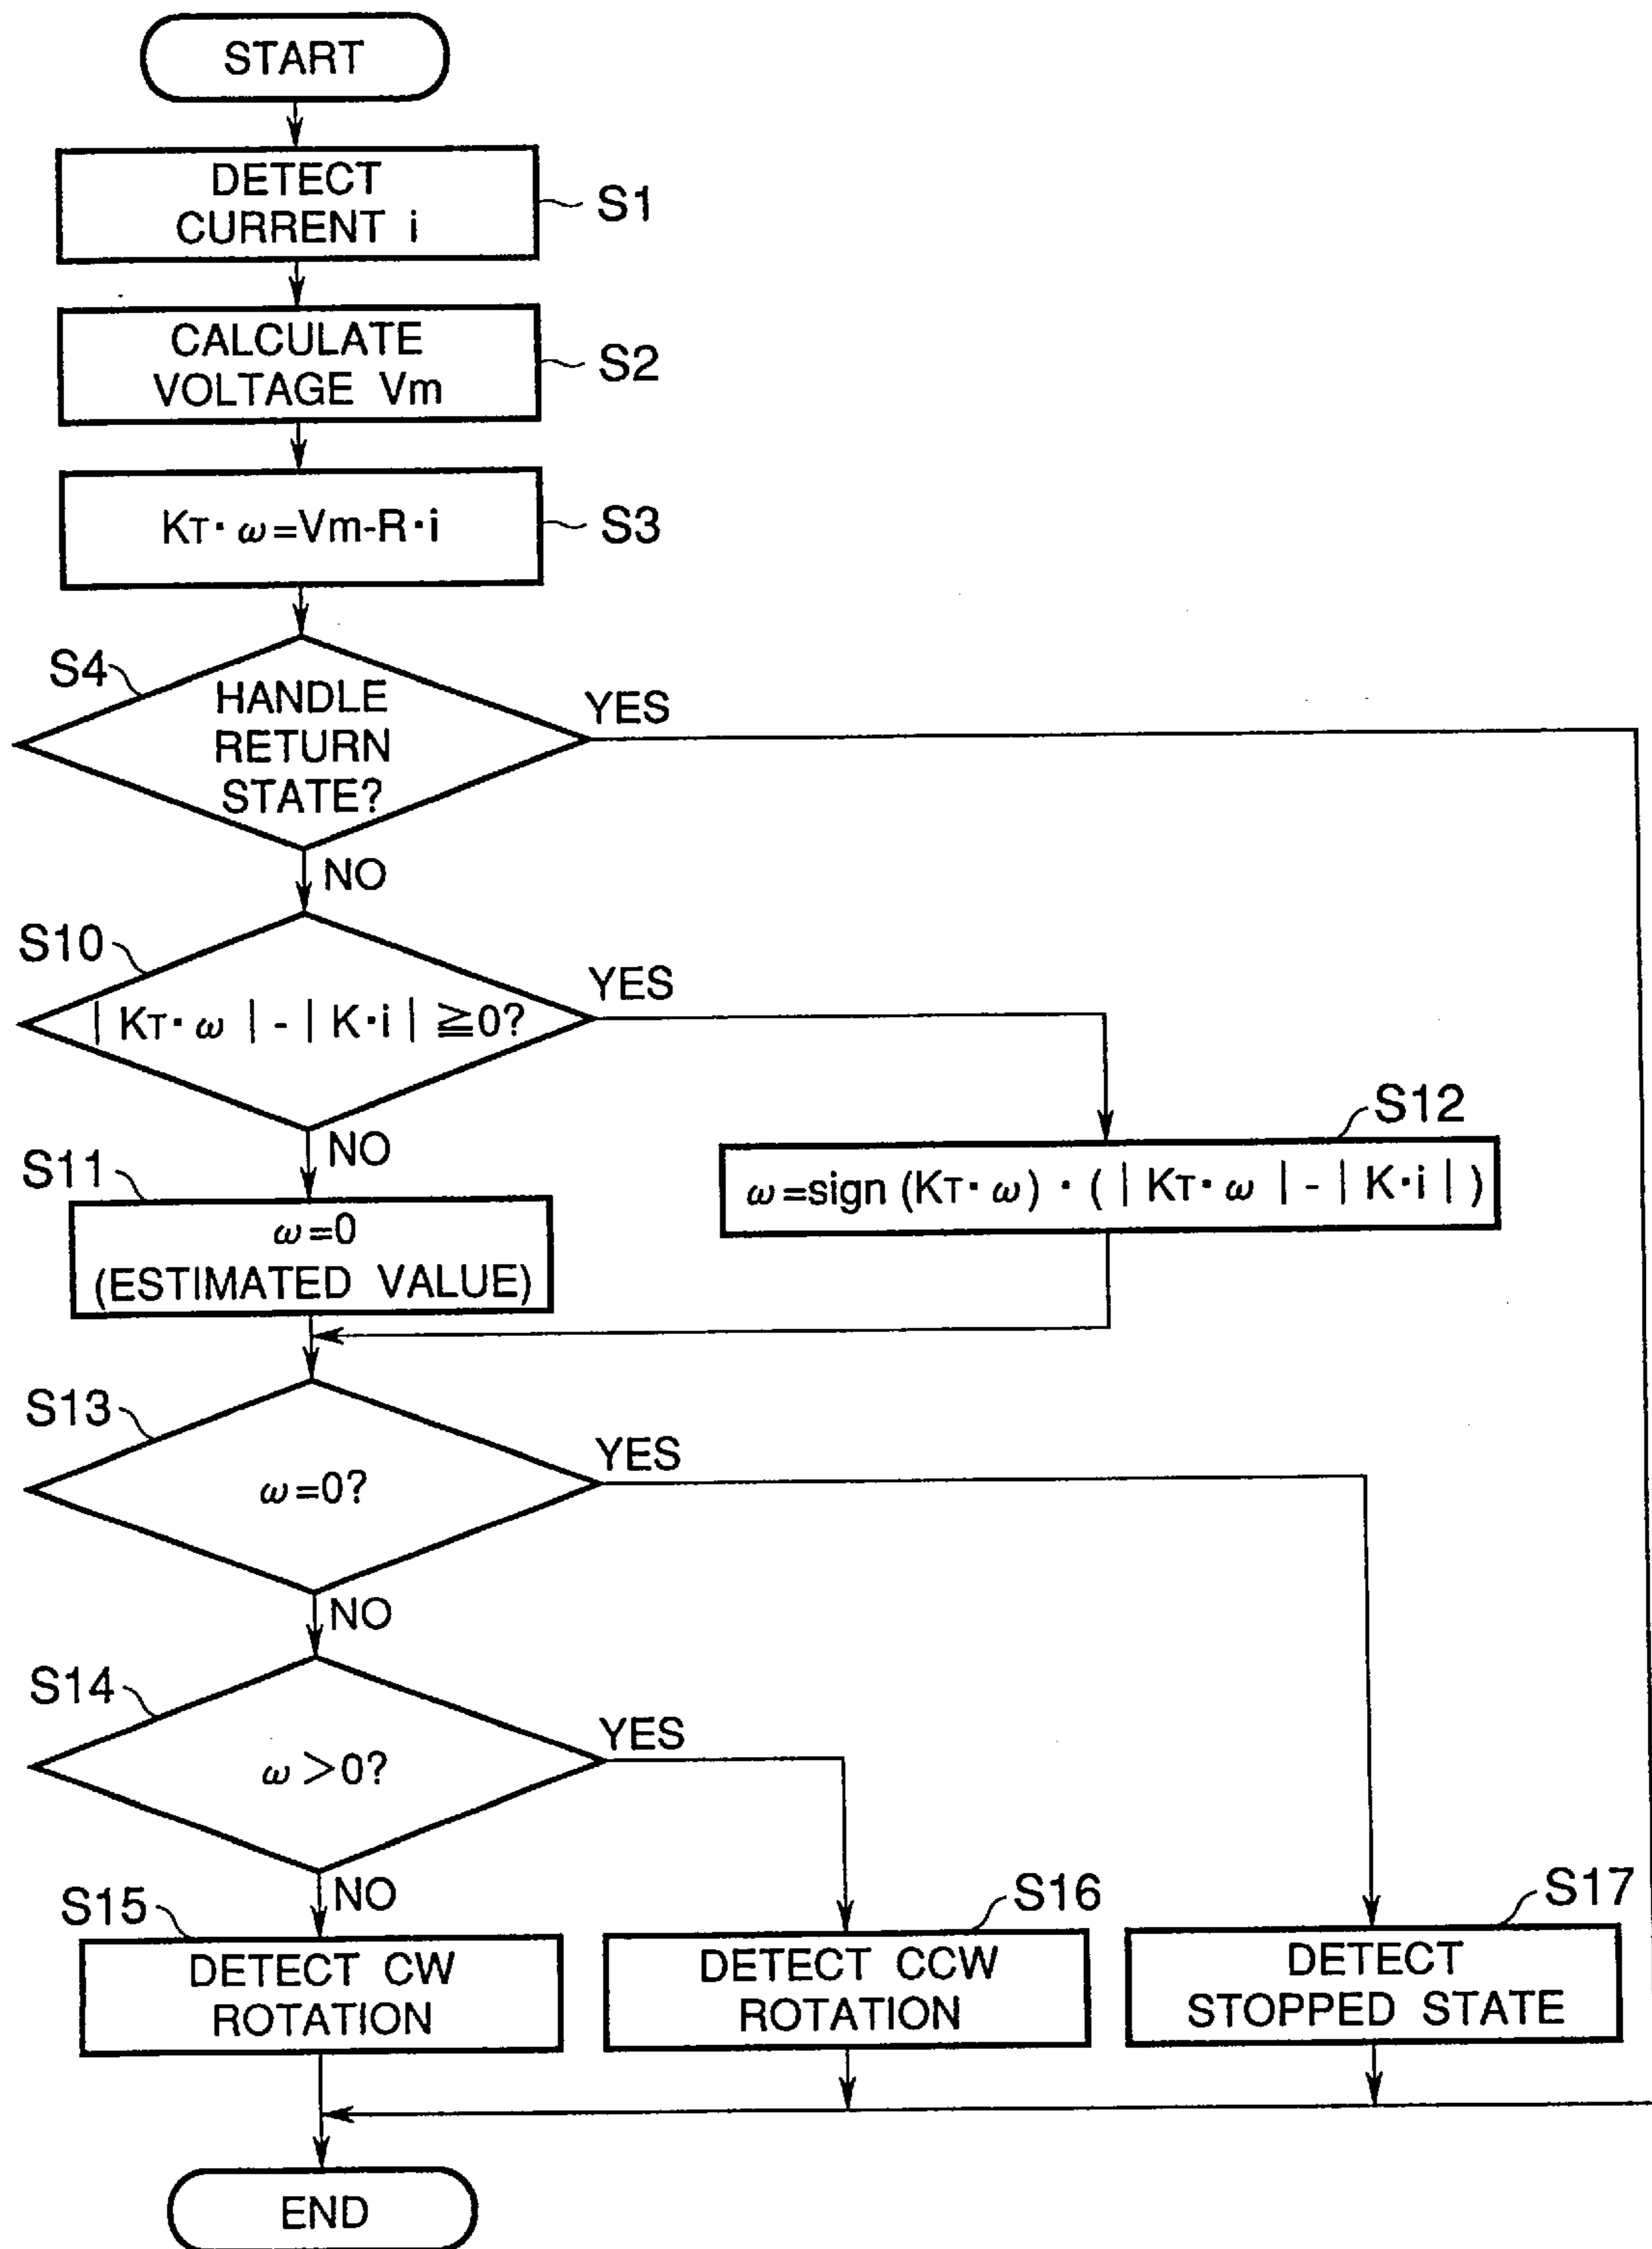 START
DETECT
CURRENT i
S1
CALCULATE
VOLTAGE Vm
S2
KT・ω=Vm-R・i
S3
S4
HANDLE
RETURN
STATE?
YES
NO
S10
| KT・ω | - | K・i | ≧0?
YES
NO
S12
ω=sign (KT・ω)・( | KT・ω | - | K・i | )
S11
ω=0
(ESTIMATED VALUE)
S13
ω=0?
YES
NO
S14
ω>0?
YES
NO
S15
DETECT CW
ROTATION
S16
DETECT CCW
ROTATION
S17
DETECT
STOPPED STATE
END